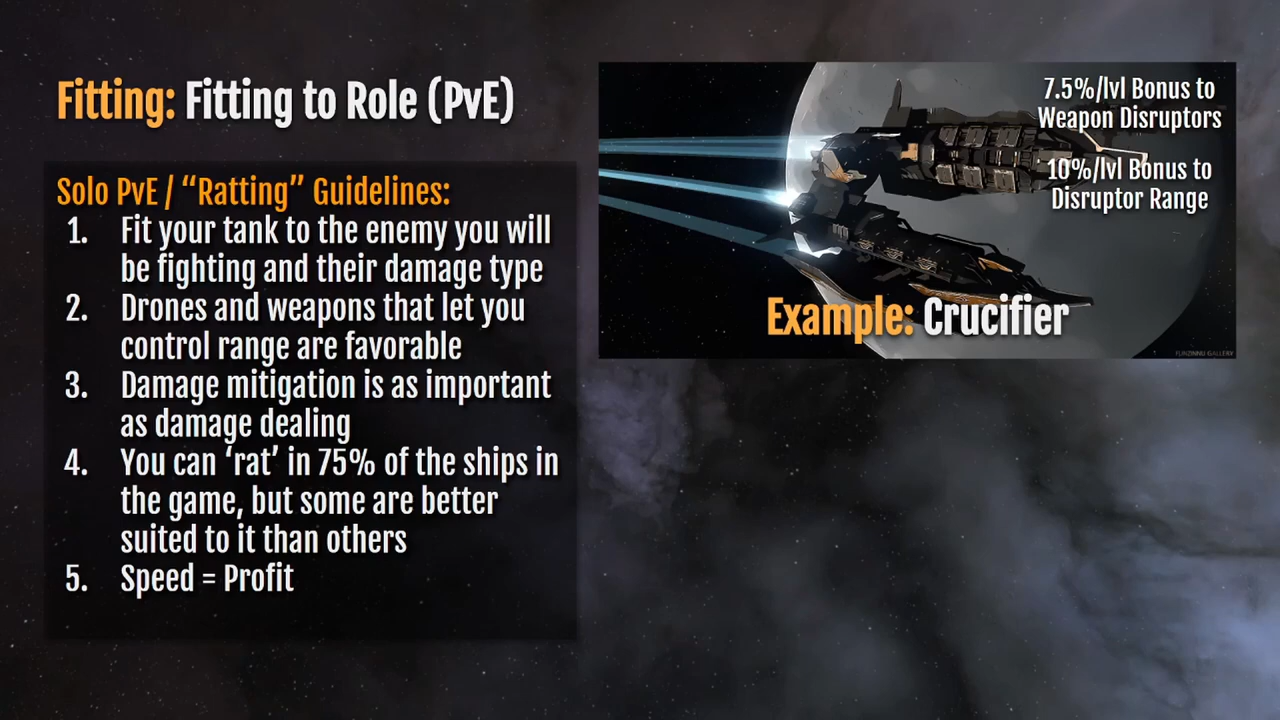 Fitting: Fitting to Role (PvE)
Solo PvE / “Ratting” Guidelines:
1. Fit your tank to the enemy you will
be fighting and their damage type
2. Drones and weapons that let you
control range are favorable
3. Damage mitigation is as important
as damage dealing
4. You can ‘rat’ in 75% of the ships in
the game, but some are better
suited to it than others
5. Speed = Profit
7.5%/lvl Bonus to
Weapon Disruptors
10%/lvl Bonus to
Disruptor Range
Example: Crucifier